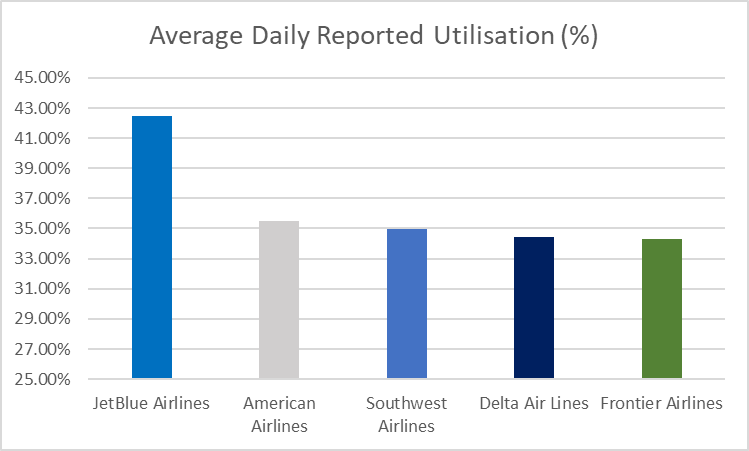 Average Daily Reported Utilisation (%)
45.00%
43.00%
41.00%
39.00%
37.00%
35.00%
33.00%
31.00%
29.00%
27.00%
25.00%
JetBlue Airlines
American
Airlines
Southwest
Airlines
Delta Air Lines
Frontier Airlines